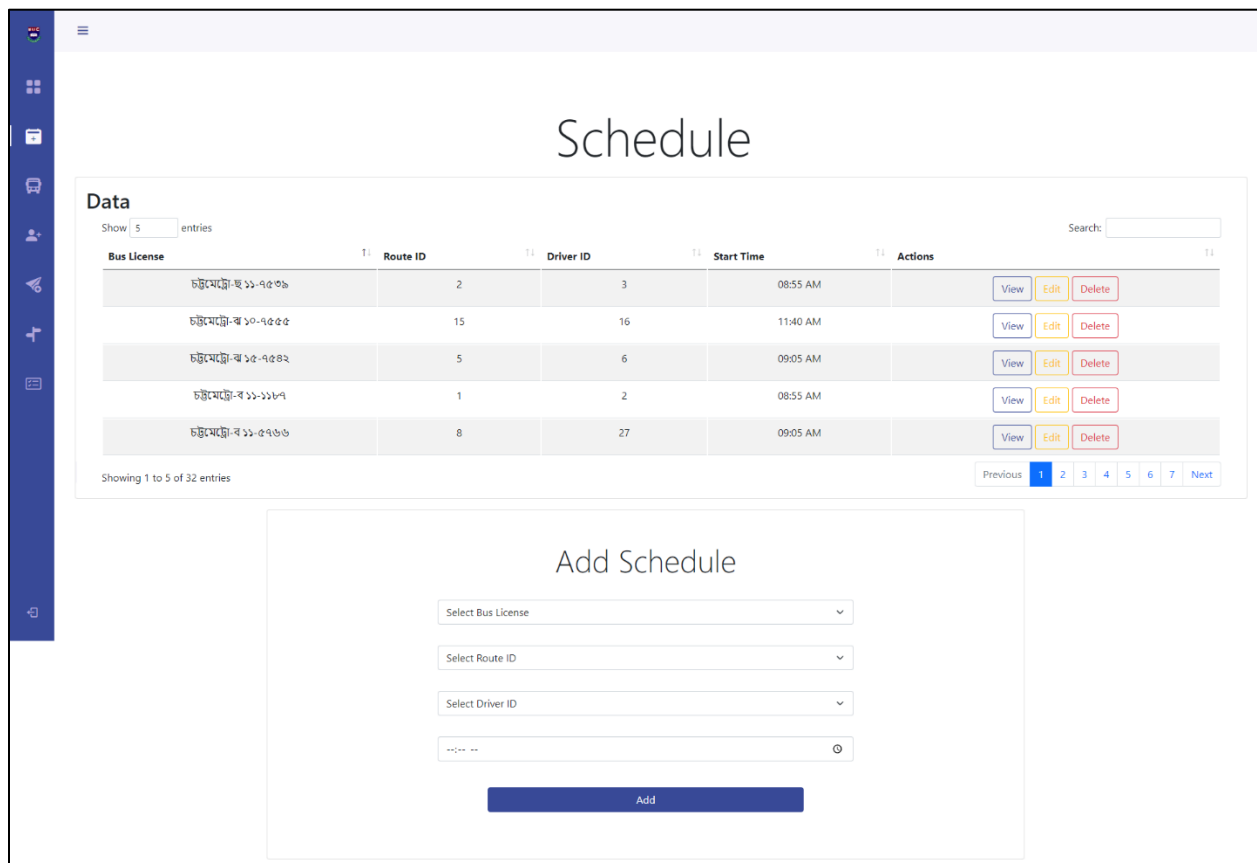 Schedule
Data
Show 5 entries Search:
Bus License Route ID Driver ID Start Time Actions
চট্টমেট্রো-ছ ১১-৭৫৩৯ 2 3 08:55 AM View Edit Delete
চট্টমেট্রো-ঝ ১০-৭৫৫৫ 15 16 11:40 AM View Edit Delete
চট্টমেট্রো-ঝ ১৫-৭৫৪২ 5 6 09:05 AM View Edit Delete
চট্টমেট্রো-ব ১১-১১৮৭ 1 2 08:55 AM View Edit Delete
চট্টমেট্রো-ব ১১-৫৭৬৬ 8 27 09:05 AM View Edit Delete
Showing 1 to 5 of 32 entries Previous 1 2 3 4 5 6 7 Next
Add Schedule
Select Bus License
Select Route ID
Select Driver ID
--:-- --
Add